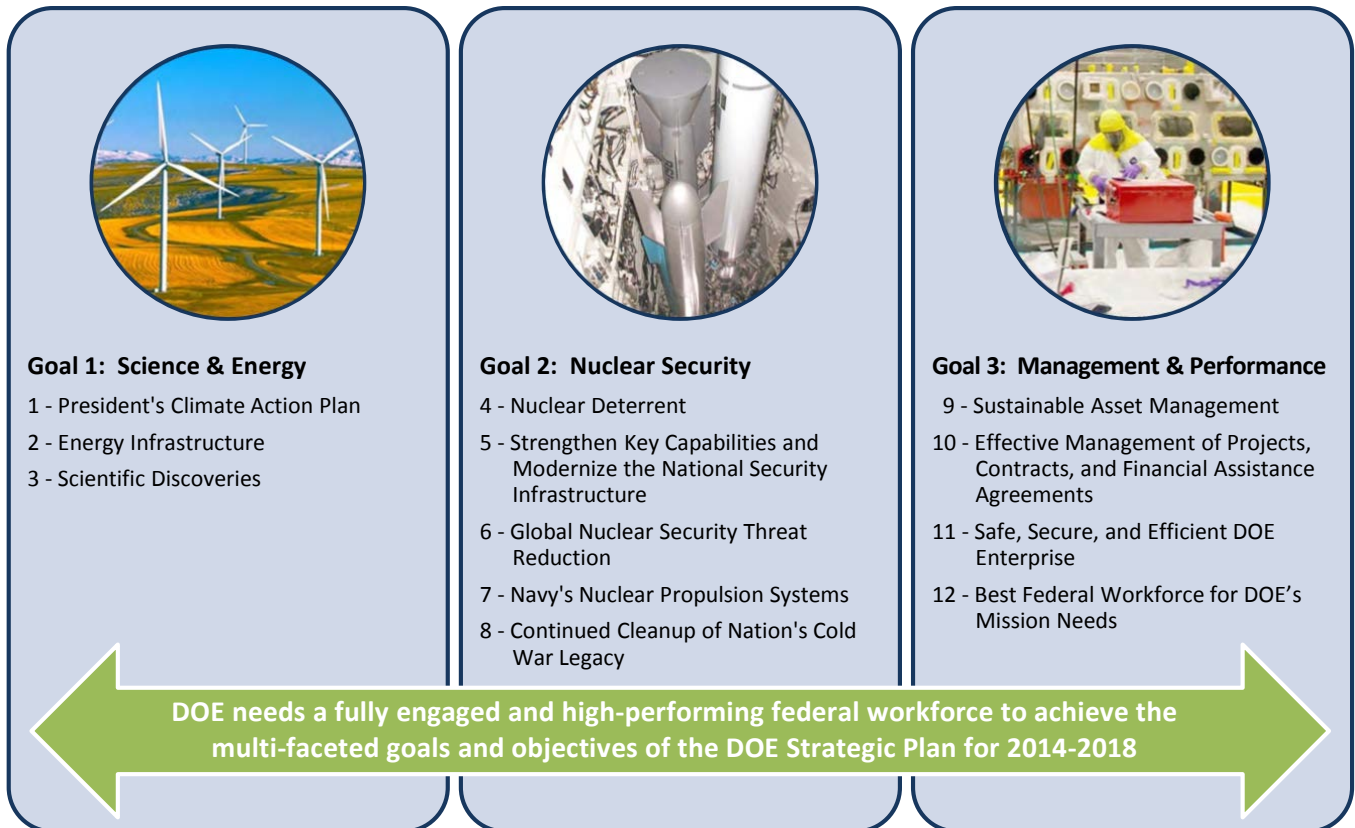 Goal 1:  Science & Energy
1 - President's Climate Action Plan
2 - Energy Infrastructure
3 - Scientific Discoveries
Goal 2:  Nuclear Security
4 - Nuclear Deterrent
5 - Strengthen Key Capabilities and
Modernize the National Security
Infrastructure
6 - Global Nuclear Security Threat
Reduction
7 - Navy's Nuclear Propulsion Systems
8 - Continued Cleanup of Nation's Cold
War Legacy
Goal 3:  Management & Performance
9 - Sustainable Asset Management
10 - Effective Management of Projects,
Contracts, and Financial Assistance
Agreements
11 - Safe, Secure, and Efficient DOE
Enterprise
12 - Best Federal Workforce for DOE’s
Mission Needs
DOE needs a fully engaged and high-performing federal workforce to achieve the
multi-faceted goals and objectives of the DOE Strategic Plan for 2014-2018